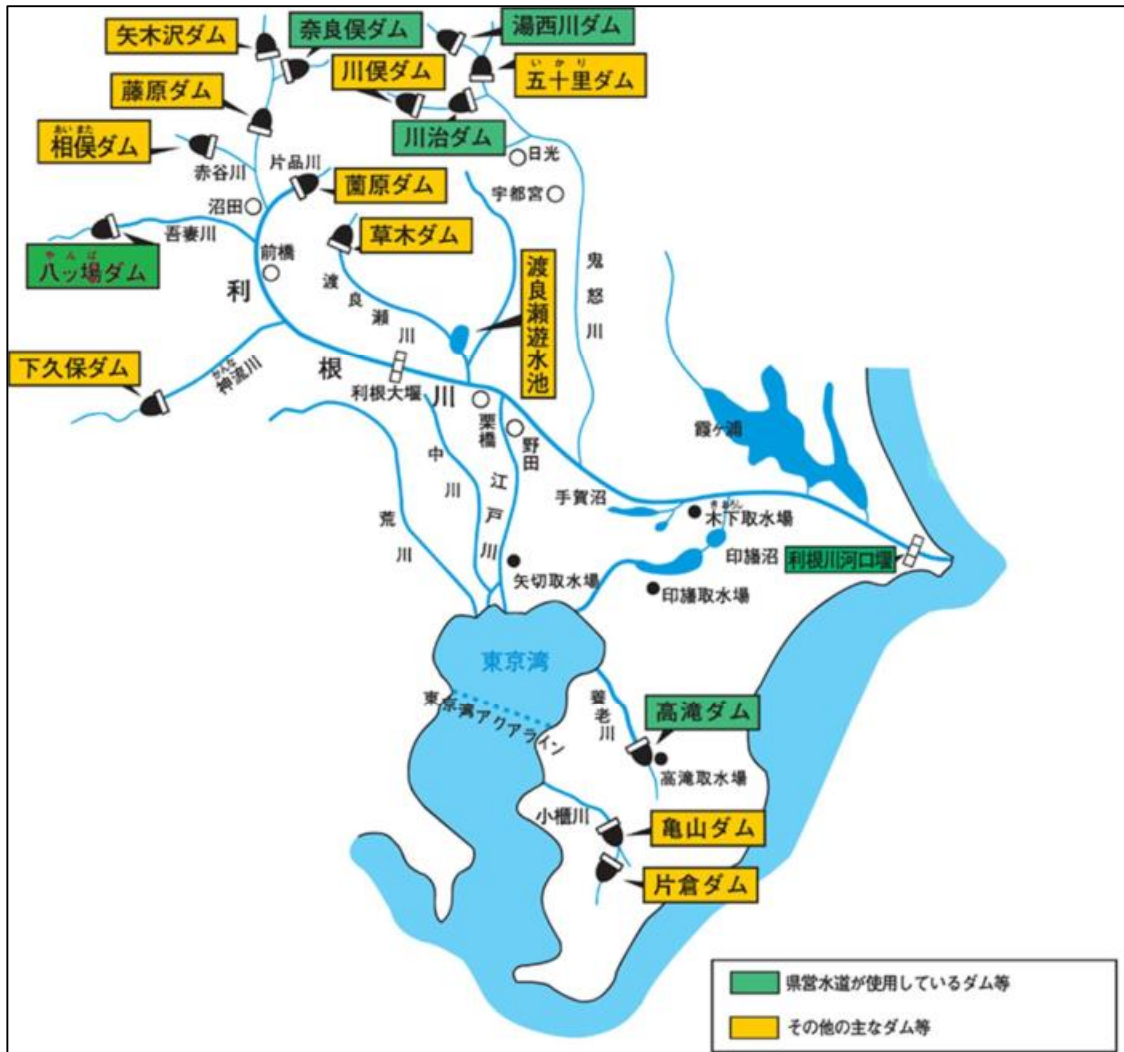 矢木沢ダム
奈良俣ダム
湯西川ダム
いかり
五十里ダム
川俣ダム
藤原ダム
川治ダム
あいまた
相俣ダム
赤谷川
片品川
薗原ダム
日光
宇都宮
沼田
吾妻川
草木ダム
やんば
八ッ場ダム
前橋
渡良瀬川
渡良瀬遊水池
鬼怒川
利根川
下久保ダム
かんな
神流川
利根大堰
栗橋
野田
霞ヶ浦
中川
江戸川
荒川
手賀沼
きおろし
木下取水場
印旛沼
利根川河口堰
矢切取水場
印旛取水場
東京湾
東京湾アクアライン
養老川
高滝ダム
高滝取水場
小櫃川
亀山ダム
片倉ダム
県営水道が使用しているダム等
その他の主なダム等